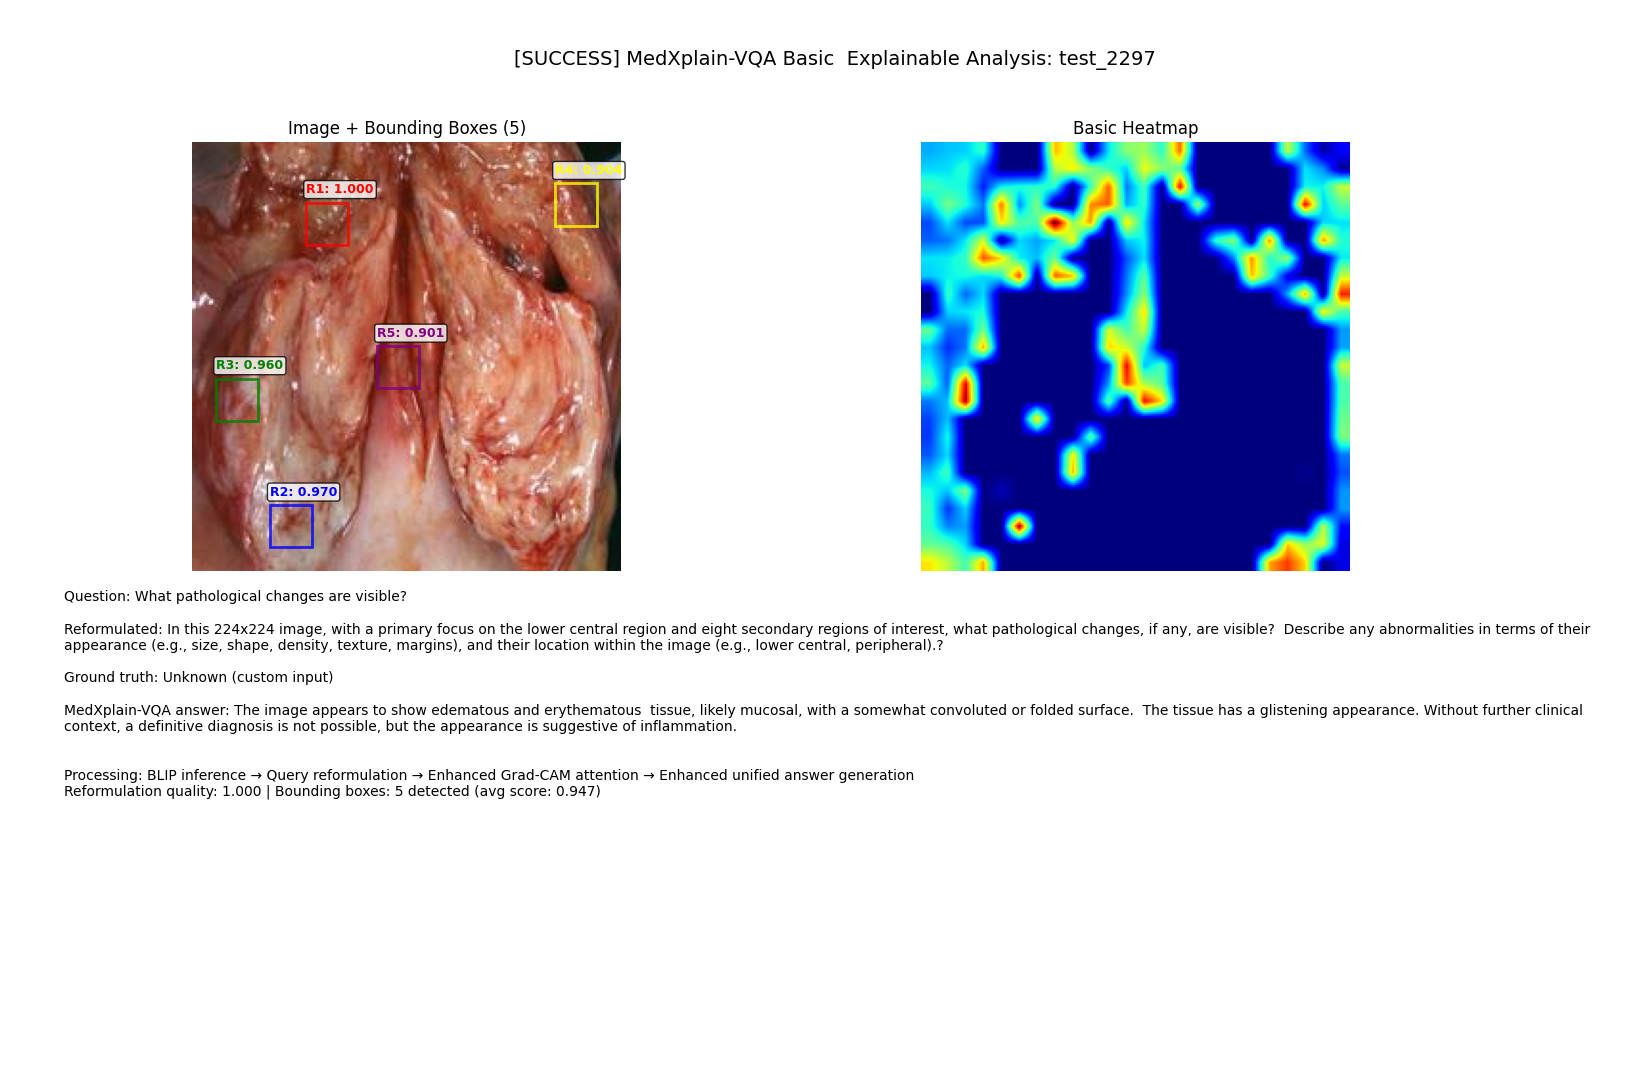 [SUCCESS] MedXplain-VQA Basic  Explainable Analysis: test_2297
Image + Bounding Boxes (5)
Basic Heatmap
R4: 0.904
R1: 1.000
R5: 0.901
R3: 0.960
R2: 0.970
Question: What pathological changes are visible?
Reformulated: In this 224x224 image, with a primary focus on the lower central region and eight secondary regions of interest, what pathological changes, if any, are visible?  Describe any abnormalities in terms of their
appearance (e.g., size, shape, density, texture, margins), and their location within the image (e.g., lower central, peripheral).?
Ground truth: Unknown (custom input)
MedXplain-VQA answer: The image appears to show edematous and erythematous  tissue, likely mucosal, with a somewhat convoluted or folded surface.  The tissue has a glistening appearance. Without further clinical
context, a definitive diagnosis is not possible, but the appearance is suggestive of inflammation.
Processing: BLIP inference → Query reformulation → Enhanced Grad-CAM attention → Enhanced unified answer generation
Reformulation quality: 1.000 | Bounding boxes: 5 detected (avg score: 0.947)